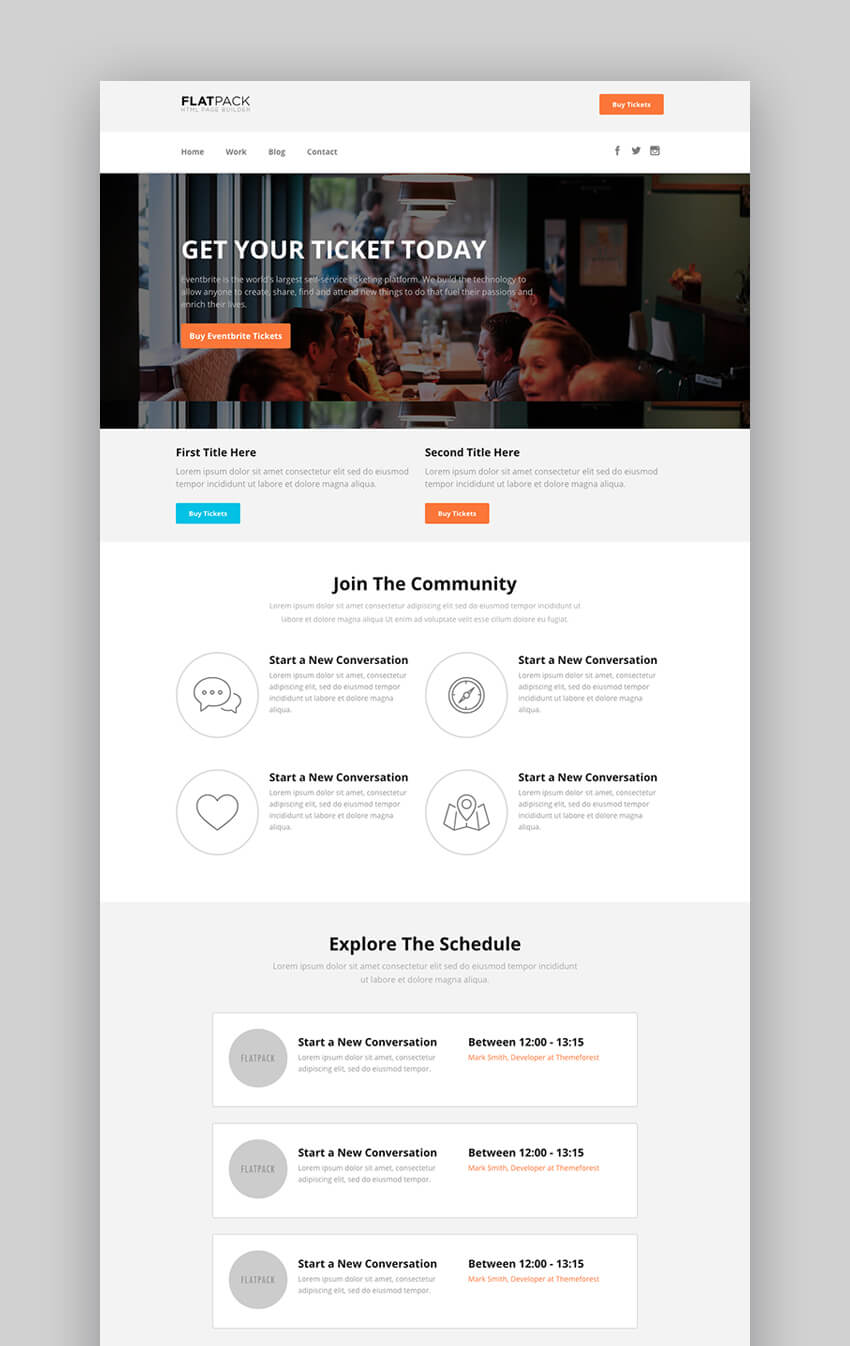 FLATPACK
HTML PAGE BUILDER
Buy Tickets
Home Work Blog Contact
GET YOUR TICKET TODAY
Eventbrite is the world's largest self-service ticketing platform. We build the technology to
allow anyone to create, share, find and attend new things to do that fuel their passions and
enrich their lives.
Buy Eventbrite Tickets
First Title Here
Lorem ipsum dolor sit amet consectetur elit sed do eiusmod
tempor incididunt ut labore et dolore magna aliqua.
Buy Tickets
Second Title Here
Lorem ipsum dolor sit amet consectetur elit sed do eiusmod
tempor incididunt ut labore et dolore magna aliqua.
Buy Tickets
Join The Community
Lorem ipsum dolor sit amet consectetur adipiscing elit sed do eiusmod tempor incididunt ut
labore et dolore magna aliqua Ut enim ad voluptate velit esse cillum dolore eu fugiat.
Start a New Conversation
Lorem ipsum dolor sit amet, consectetur
adipiscing elit, sed do eiusmod tempor
incididunt ut labore et dolore magna
aliqua.
Start a New Conversation
Lorem ipsum dolor sit amet, consectetur
adipiscing elit, sed do eiusmod tempor
incididunt ut labore et dolore magna
aliqua.
Start a New Conversation
Lorem ipsum dolor sit amet, consectetur
adipiscing elit, sed do eiusmod tempor
incididunt ut labore et dolore magna
aliqua.
Start a New Conversation
Lorem ipsum dolor sit amet, consectetur
adipiscing elit, sed do eiusmod tempor
incididunt ut labore et dolore magna
aliqua.
Explore The Schedule
Lorem ipsum dolor sit amet consectetur elit sed do eiusmod tempor incididunt
ut labore et dolore magna aliqua.
FLATPACK
Start a New Conversation
Lorem ipsum dolor sit amet, consectetur
adipiscing elit, sed do eiusmod tempor.
Between 12:00 - 13:15
Mark Smith, Developer at Themeforest
FLATPACK
Start a New Conversation
Lorem ipsum dolor sit amet, consectetur
adipiscing elit, sed do eiusmod tempor.
Between 12:00 - 13:15
Mark Smith, Developer at Themeforest
FLATPACK
Start a New Conversation
Lorem ipsum dolor sit amet, consectetur
adipiscing elit, sed do eiusmod tempor.
Between 12:00 - 13:15
Mark Smith, Developer at Themeforest